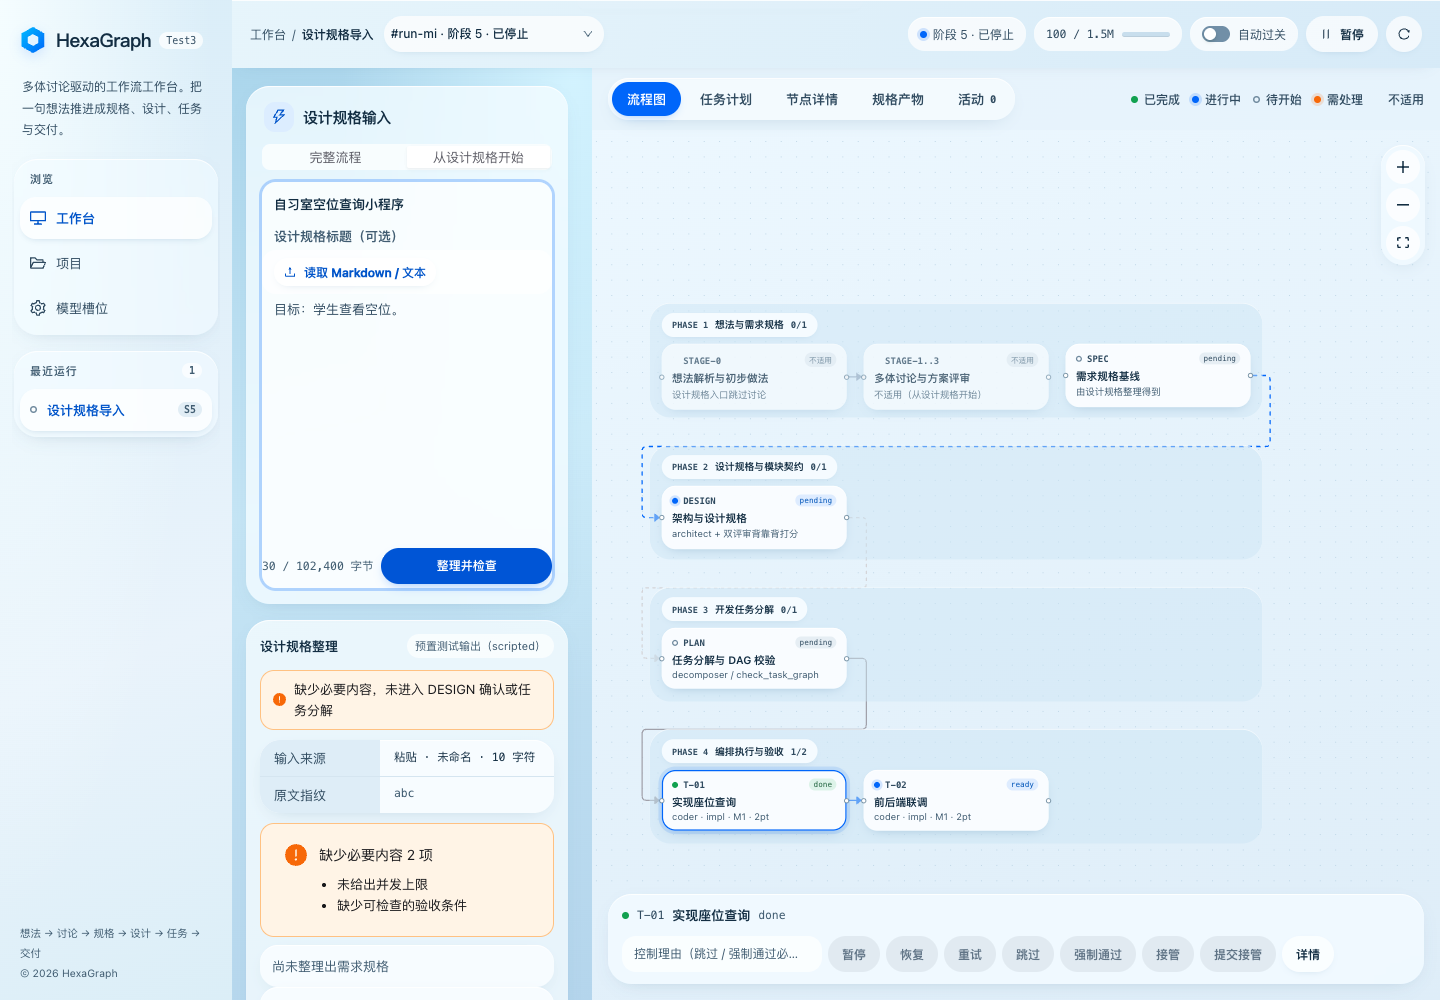 HexaGraph Test3
多体讨论驱动的工作流工作台。把
一句想法推进成规格、设计、任务
与交付。
浏览
工作台
项目
模型槽位
最近运行 1
设计规格导入 S5
想法 → 讨论 → 规格 → 设计 → 任务 →
交付
© 2026 HexaGraph
工作台 / 设计规格导入
#run-mi · 阶段 5 · 已停止
阶段 5 · 已停止
100 / 1.5M
自动过关
暂停
设计规格输入
完整流程 从设计规格开始
自习室空位查询小程序
设计规格标题（可选）
读取 Markdown / 文本
目标：学生查看空位。
30 / 102,400 字节
整理并检查
设计规格整理 预置测试输出（scripted）
缺少必要内容，未进入 DESIGN 确认或任
务分解
输入来源 粘贴 · 未命名 · 10 字符
原文指纹 abc
缺少必要内容 2 项
未给出并发上限
缺少可检查的验收条件
尚未整理出需求规格
流程图 任务计划 节点详情 规格产物 活动 0
已完成 进行中 待开始 需处理 不适用
PHASE 1 想法与需求规格 0/1
STAGE-0 不适用
想法解析与初步做法
设计规格入口跳过讨论
STAGE-1..3 不适用
多体讨论与方案评审
不适用（从设计规格开始）
SPEC pending
需求规格基线
由设计规格整理得到
PHASE 2 设计规格与模块契约 0/1
DESIGN pending
架构与设计规格
architect + 双评审背靠背打分
PHASE 3 开发任务分解 0/1
PLAN pending
任务分解与 DAG 校验
decomposer / check_task_graph
PHASE 4 编排执行与验收 1/2
T-01 done
实现座位查询
coder · impl · M1 · 2pt
T-02 ready
前后端联调
coder · impl · M1 · 2pt
T-01 实现座位查询 done
控制理由（跳过 / 强制通过必...
暂停 恢复 重试 跳过 强制通过 接管 提交接管 详情